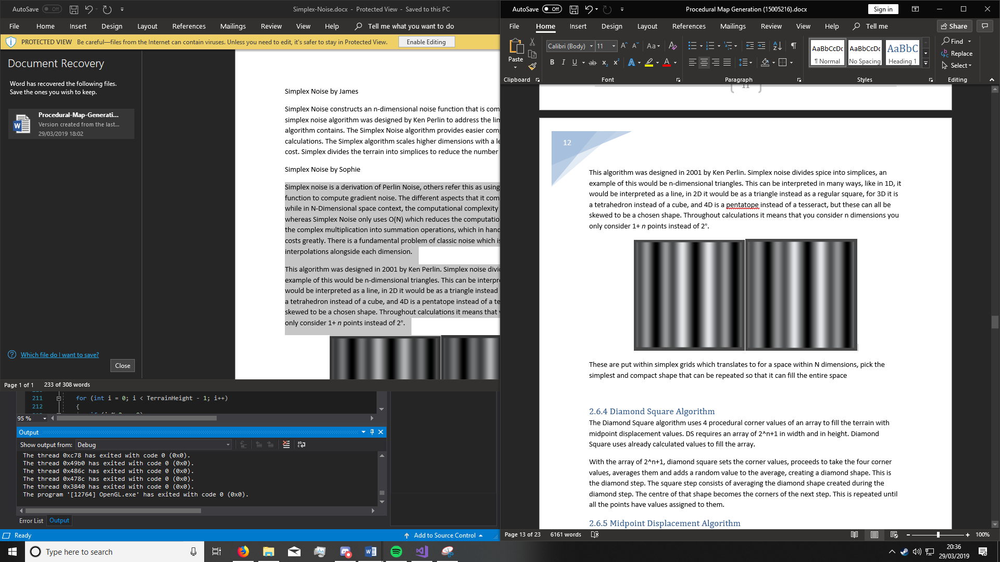 AutoSave Off
Simplex-Noise.docx - Protected View - Saved to this PC
File Home Insert Design Layout References Mailings Review View Help Tell me what you want to do
PROTECTED VIEW Be careful—files from the Internet can contain viruses. Unless you need to edit, it's safer to stay in Protected View. Enable Editing
Document Recovery
Word has recovered the following files.
Save the ones you wish to keep.
Procedural-Map-Generati...
Version created from the last...
29/03/2019 18:02
Which file do I want to save?
Close
Simplex Noise by James
Simplex Noise constructs an n-dimensional noise function that is com
simplex noise algorithm was designed by Ken Perlin to address the lim
algorithm contains. The Simplex Noise algorithm provides easier com
calculations. The Simplex algorithm scales higher dimensions with a le
cost. Simplex divides the terrain into simplices to reduce the number
Simplex Noise by Sophie
Simplex noise is a derivation of Perlin Noise, others refer this as using
function to compute gradient noise. The different aspects that it com
while in N-Dimensional space context, the computational complexity
whereas Simplex Noise only uses O(N) which reduces the computatio
the complex multiplication into summation operations, which in hand
costs greatly. There is a fundamental problem of classic noise which is
interpolations alongside each dimension.
This algorithm was designed in 2001 by Ken Perlin. Simplex noise divid
example of this would be n-dimensional triangles. This can be interpre
would be interpreted as a line, in 2D it would be as a triangle instead
a tetrahedron instead of a cube, and 4D is a pentatope instead of a te
skewed to be a chosen shape. Throughout calculations it means that
only consider 1+ n points instead of 2ⁿ.
Page 1 of 1 233 of 308 words
211 for (int i = 0; i < TerrainHeight - 1; i++)
212 {
95 %
Output
Show output from: Debug
The thread 0xc78 has exited with code 0 (0x0).
The thread 0x49b0 has exited with code 0 (0x0).
The thread 0x486c has exited with code 0 (0x0).
The thread 0x478c has exited with code 0 (0x0).
The thread 0x3840 has exited with code 0 (0x0).
The program '[12764] OpenGL.exe' has exited with code 0 (0x0).
Error List Output
Ready Add to Source Control
AutoSave Off
Procedural Map Generation (15005216).docx
Sign in
File Home Insert Design Layout References Mailings Review View Help Tell me Share
Paste
Calibri (Body) 11
AaBbCcDc AaBbCcDc AaBbC
¶ Normal No Spacing Heading 1
Find
Replace
Select
Clipboard Font Paragraph Styles Editing
11
12
This algorithm was designed in 2001 by Ken Perlin. Simplex noise divides spice into simplices, an
example of this would be n-dimensional triangles. This can be interpreted in many ways, like in 1D, it
would be interpreted as a line, in 2D it would be as a triangle instead as a regular square, for 3D it is
a tetrahedron instead of a cube, and 4D is a pentatope instead of a tesseract, but these can all be
skewed to be a chosen shape. Throughout calculations it means that you consider n dimensions you
only consider 1+ n points instead of 2ⁿ.
These are put within simplex grids which translates to for a space within N dimensions, pick the
simplest and compact shape that can be repeated so that it can fill the entire space
2.6.4 Diamond Square Algorithm
The Diamond Square algorithm uses 4 procedural corner values of an array to fill the terrain with
midpoint displacement values. DS requires an array of 2^n+1 in width and in height. Diamond
Square uses already calculated values to fill the array.
With the array of 2^n+1, diamond square sets the corner values, proceeds to take the four corner
values, averages them and adds a random value to the average, creating a diamond shape. This is
the diamond step. The square step consists of averaging the diamond shape created during the
diamond step. The centre of that shape becomes the corners of the next step. This is repeated until
all the points have values assigned to them.
2.6.5 Midpoint Displacement Algorithm
Page 13 of 23 6161 words 100%
Type here to search
20:36
29/03/2019